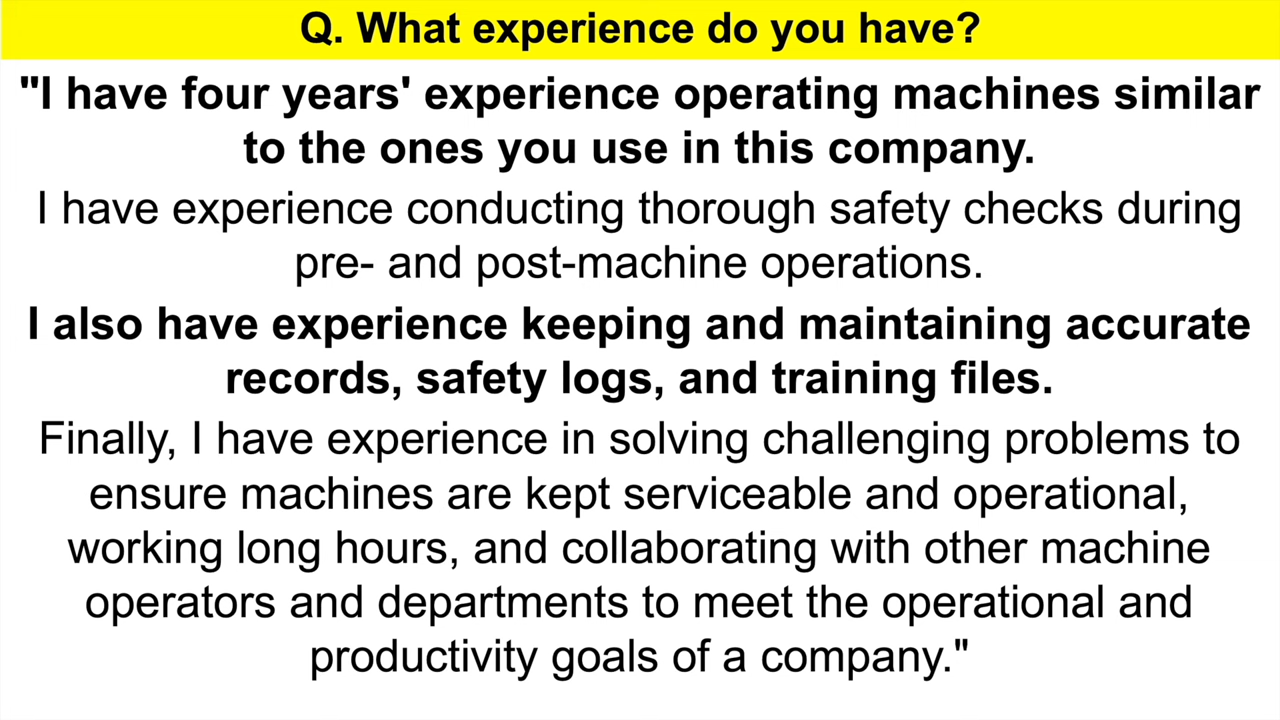 Q. What experience do you have?
"I have four years' experience operating machines similar
to the ones you use in this company.
I have experience conducting thorough safety checks during
pre- and post-machine operations.
I also have experience keeping and maintaining accurate
records, safety logs, and training files.
Finally, I have experience in solving challenging problems to
ensure machines are kept serviceable and operational,
working long hours, and collaborating with other machine
operators and departments to meet the operational and
productivity goals of a company."